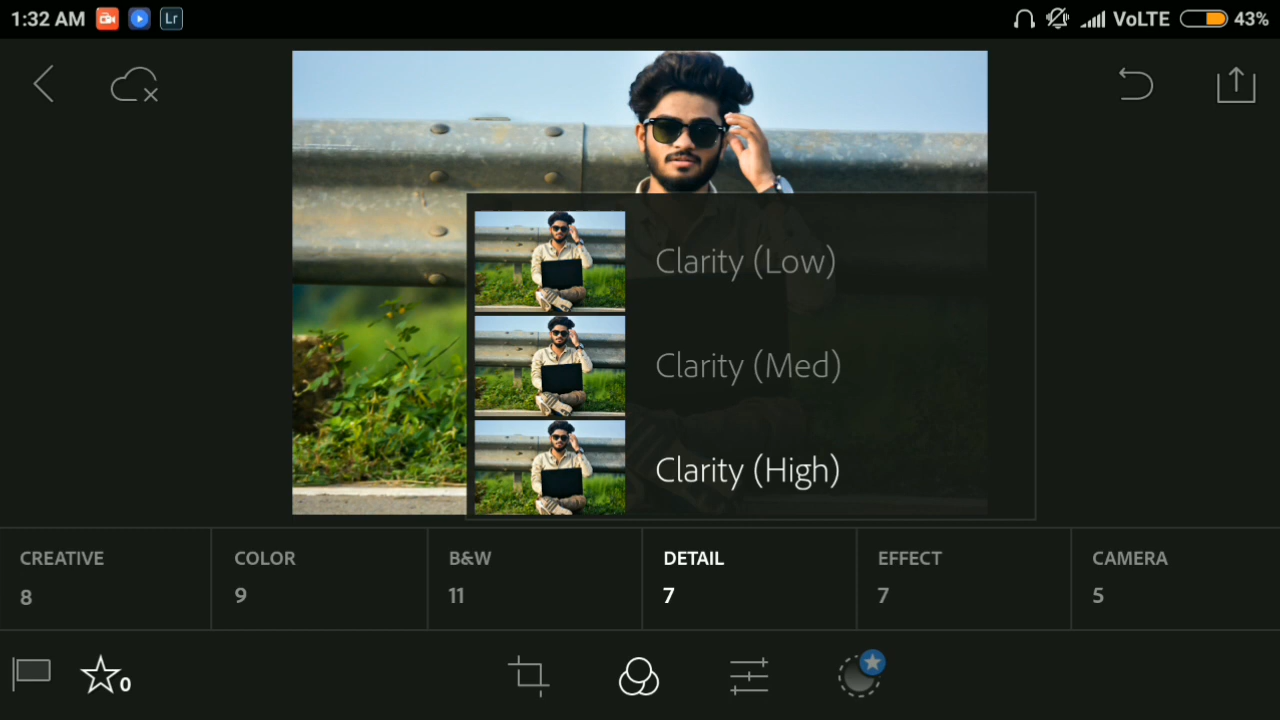 1:32 AM Lr VoLTE 43%
Clarity (Low)
Clarity (Med)
Clarity (High)
CREATIVE COLOR B&W DETAIL EFFECT CAMERA
8 9 11 7 7 5
0